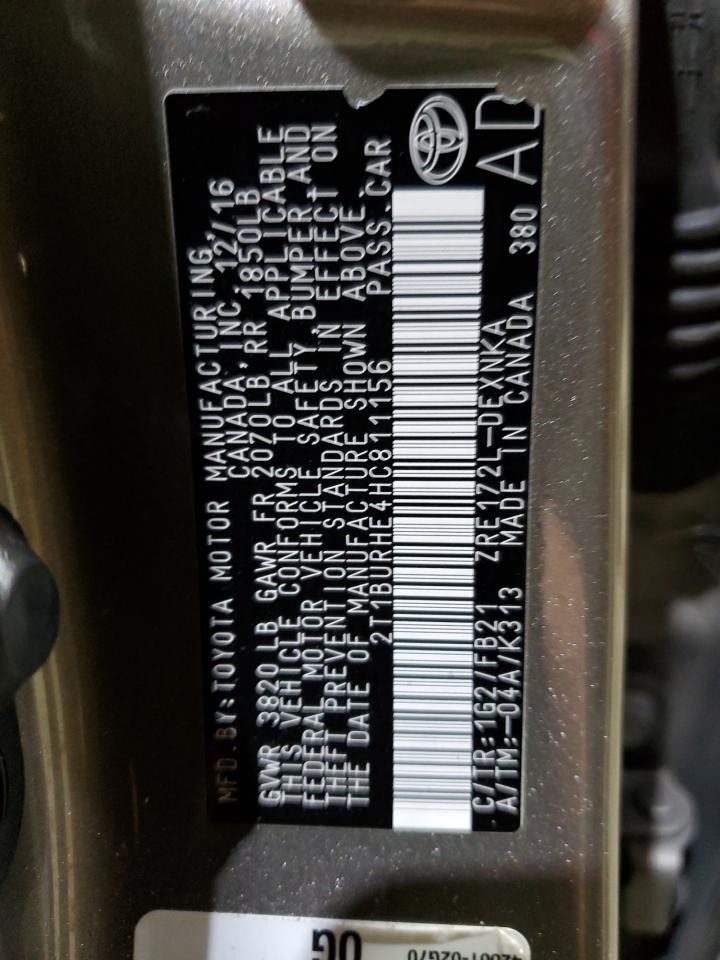 MFD.BY:TOYOTA MOTOR MANUFACTURING
CANADA, INC. 12/16
GVWR 3820 LB GAWR FR 2070LB RR 1850LB
THIS VEHICLE CONFORMS TO ALL APPLICABLE
FEDERAL MOTOR VEHICLE SAFETY, BUMPER AND
THEFT PREVENTION STANDARDS IN EFFECT ON
THE DATE OF MANUFACTURE SHOWN ABOVE.
2T1BURHE4HC811156 PASS.CAR
C/TR:1G2/FB21 ZRE172L-DEXNKA
A/TM:-04A/K313 MADE IN CANADA 380
AD
0G
42661-02G70